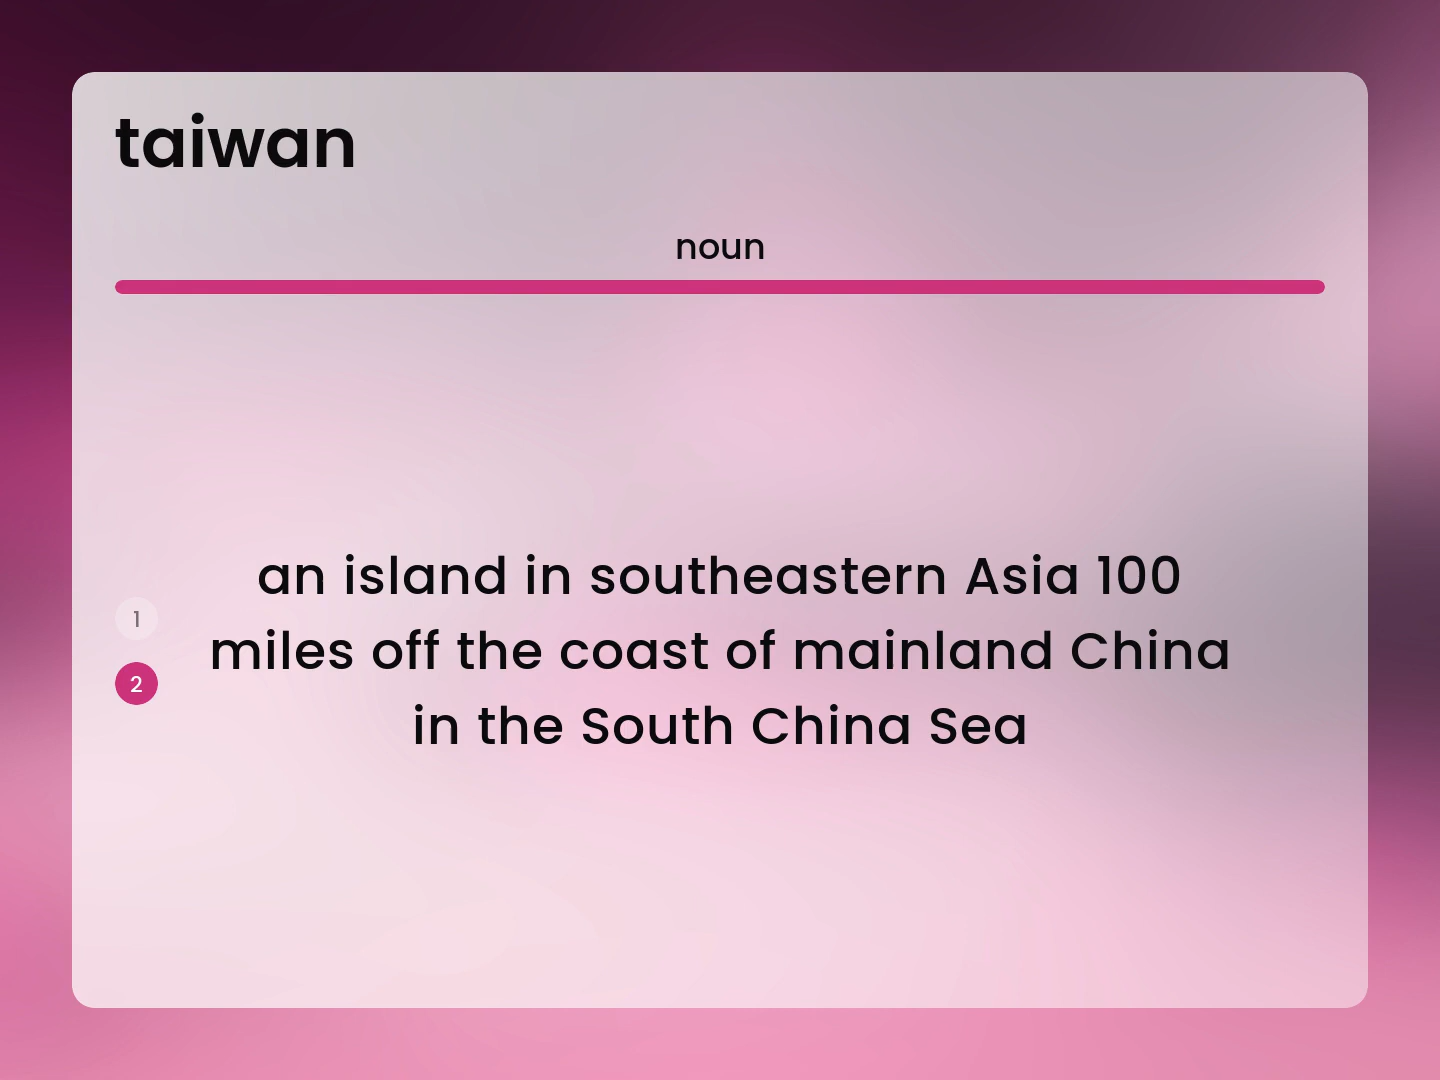 taiwan
noun
an island in southeastern Asia 100
miles off the coast of mainland China
in the South China Sea
1
2